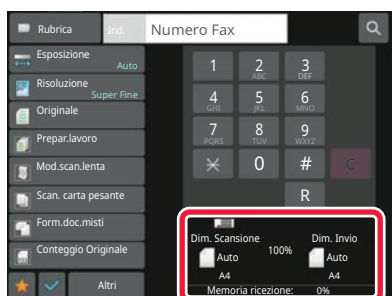 Rubrica Ind. Numero Fax
Esposizione
Auto
Risoluzione
Super Fine
Originale
Prepar.lavoro
Mod.scan.lenta
Scan. carta pesante
Form.doc.misti
Conteggio Originale
Altri
1 2 3
ABC DEF
4 5 6
GHI JKL MNO
7 8 9
PQRS TUV WXYZ
0 # C
R
Dim. Scansione Dim. Invio
100%
Auto Auto
A4 A4
Memoria ricezione: 0%